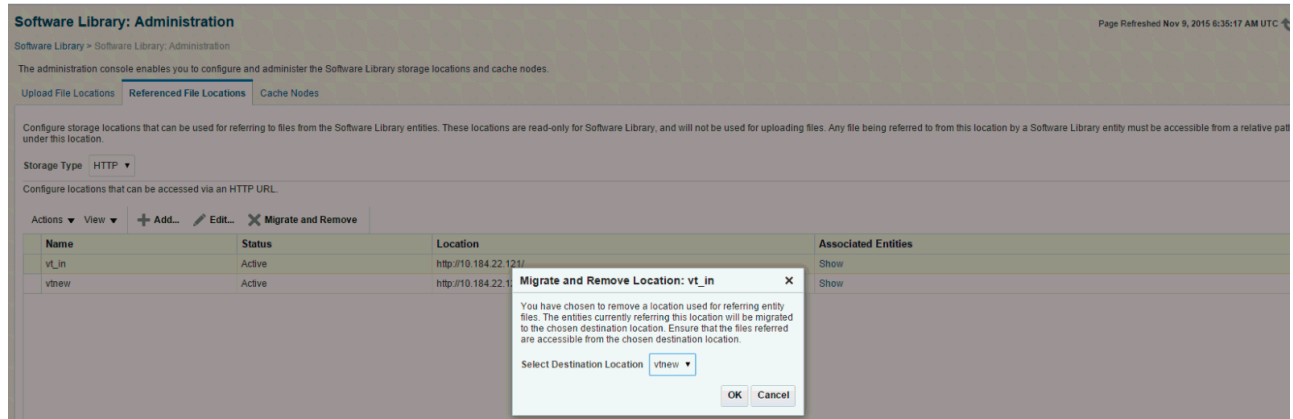 Software Library: Administration
Page Refreshed Nov 9, 2015 6:35:17 AM UTC
Software Library > Software Library: Administration
The administration console enables you to configure and administer the Software Library storage locations and cache nodes.
Upload File Locations Referenced File Locations Cache Nodes
Configure storage locations that can be used for referring to files from the Software Library entities. These locations are read-only for Software Library, and will not be used for uploading files. Any file being referred to from this location by a Software Library entity must be accessible from a relative path
under this location.
Storage Type HTTP
Configure locations that can be accessed via an HTTP URL.
Actions View Add... Edit... Migrate and Remove
Name Status Location Associated Entities
vt_in Active http://10.184.22.121/ Show
vtnew Active http://10.184.22.1 Show
Migrate and Remove Location: vt_in
You have chosen to remove a location used for referring entity
files. The entities currently referring this location will be migrated
to the chosen destination location. Ensure that the files referred
are accessible from the chosen destination location.
Select Destination Location vtnew
OK Cancel